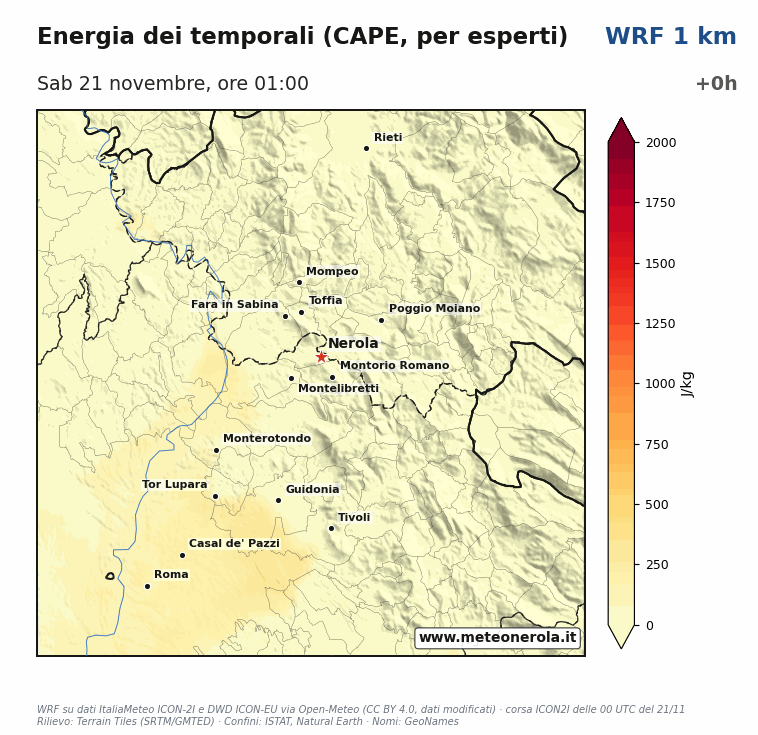 Energia dei temporali (CAPE, per esperti) WRF 1 km
Sab 21 novembre, ore 01:00 +0h
Rieti
Mompeo
Toffia
Fara in Sabina
Poggio Moiano
Nerola
Montorio Romano
Montelibretti
Monterotondo
Tor Lupara
Guidonia
Tivoli
Casal de' Pazzi
Roma
www.meteonerola.it
2000
1750
1500
1250
1000
750
500
250
0
J/kg
WRF su dati ItaliaMeteo ICON-2I e DWD ICON-EU via Open-Meteo (CC BY 4.0, dati modificati) · corsa ICON2I delle 00 UTC del 21/11
Rilievo: Terrain Tiles (SRTM/GMTED) · Confini: ISTAT, Natural Earth · Nomi: GeoNames